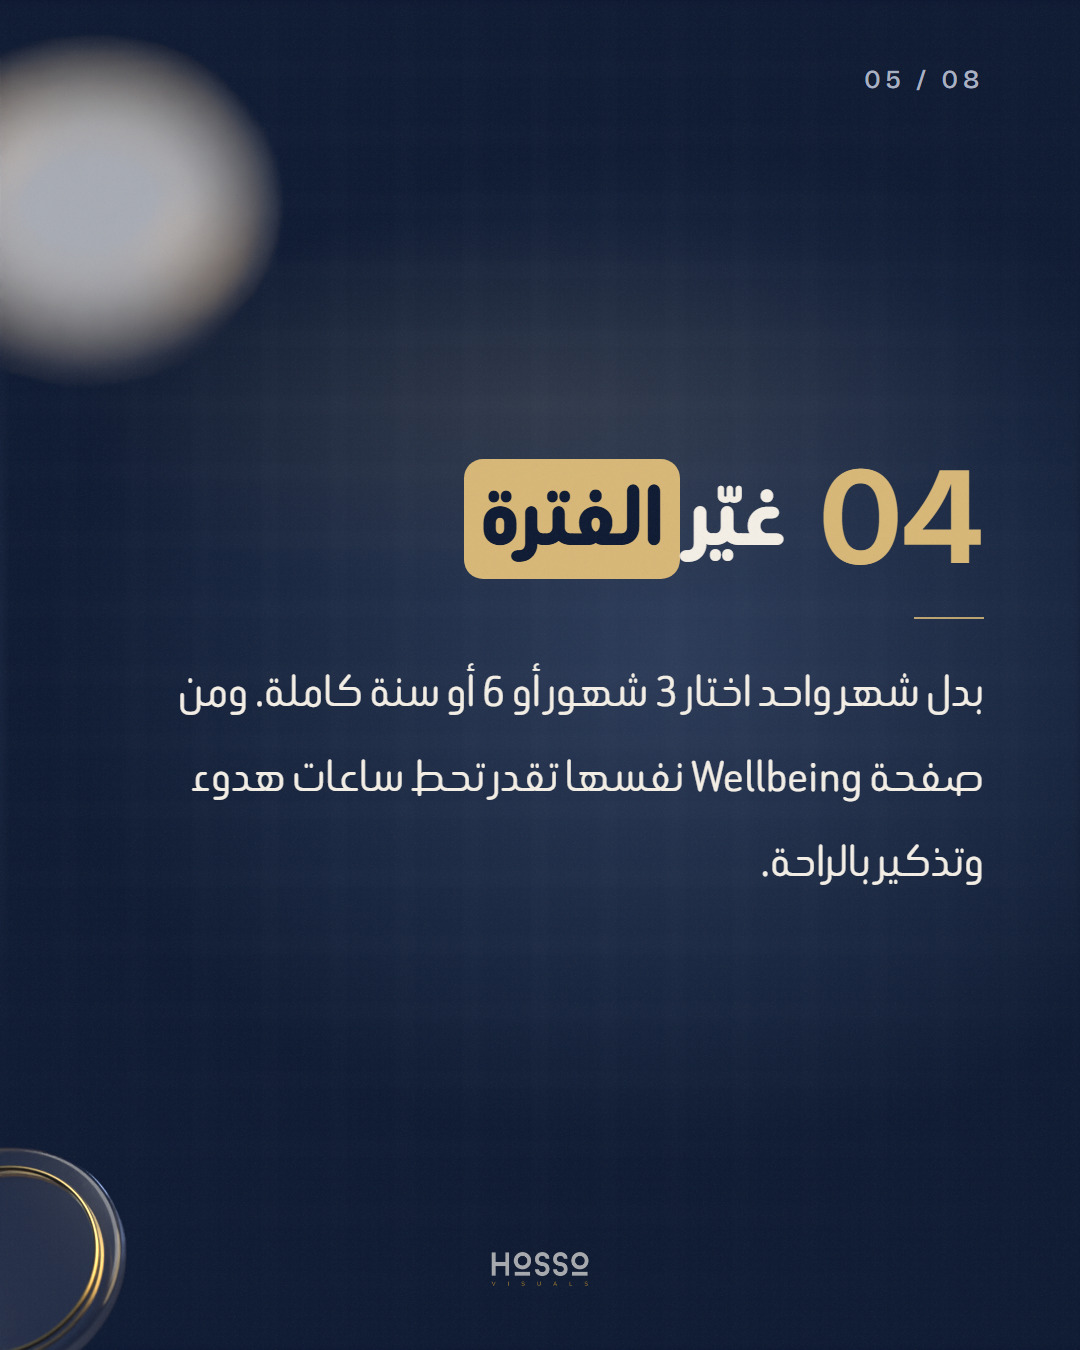 05 / 08
04 غيّر الفترة
بدل شهر واحد اختار 3 شهور أو 6 أو سنة كاملة. ومن
صفحة Wellbeing نفسها تقدر تحط ساعات هدوء
وتذكير بالراحة.
HOSSO
VISUALS